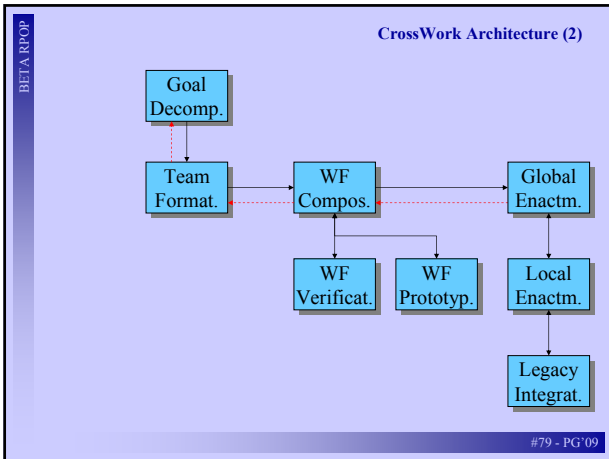 BETA RPOP
CrossWork Architecture (2)
Goal
Decomp.
Team
Format.
WF
Compos.
Global
Enactm.
WF
Verificat.
WF
Prototyp.
Local
Enactm.
Legacy
Integrat.
#79 - PG'09